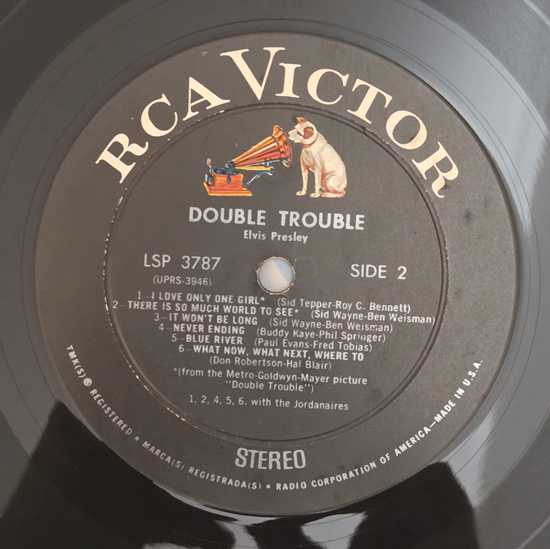 RCA VICTOR
DOUBLE TROUBLE
Elvis Presley
LSP 3787
SIDE 2
(UPRS-3946)
1—I LOVE ONLY ONE GIRL* (Sid Tepper-Roy C. Bennett)
2—THERE IS SO MUCH WORLD TO SEE* (Sid Wayne-Ben Weisman)
3—IT WON'T BE LONG (Sid Wayne-Ben Weisman)
4—NEVER ENDING (Buddy Kaye-Phil Springer)
5—BLUE RIVER (Paul Evans-Fred Tobias)
6—WHAT NOW, WHAT NEXT, WHERE TO
(Don Robertson-Hal Blair)
*(from the Metro-Goldwyn-Mayer picture
"Double Trouble")
1, 2, 4, 5, 6. with the Jordanaires
STEREO
TMK(S) ® REGISTERED • MARCA(S) REGISTRADA(S) • RADIO CORPORATION OF AMERICA—MADE IN U.S.A.